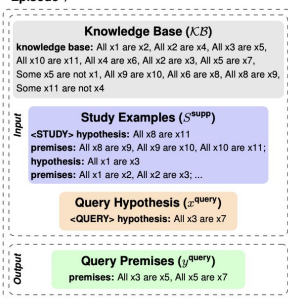 Knowledge Base (𝒦ℬ)
knowledge base: All x1 are x2, All x2 are x4, All x3 are x5,
All x10 are x11, All x4 are x6, All x2 are x3, All x5 are x7,
Some x5 are not x1, All x9 are x10, All x6 are x8, All x8 are x9,
Some x11 are not x4
Input
Study Examples (S^supp)
<STUDY> hypothesis: All x8 are x11
premises: All x8 are x9, All x9 are x10, All x10 are x11;
hypothesis: All x1 are x3
premises: All x1 are x2, All x2 are x3; ...
Query Hypothesis (x^query)
<QUERY> hypothesis: All x3 are x7
Output
Query Premises (y^query)
premises: All x3 are x5, All x5 are x7